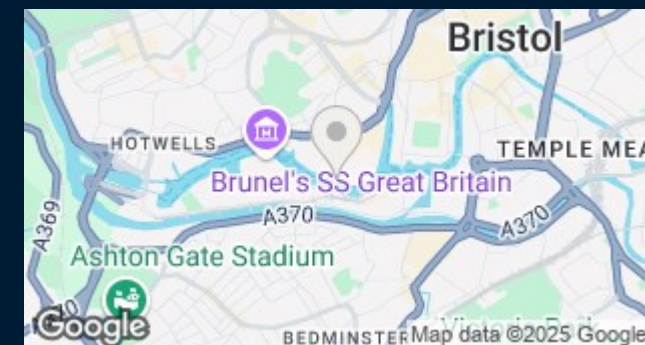 Bristol
HOTWELLS
TEMPLE MEA
Brunel's SS Great Britain
A369
A370
A370
Ashton Gate Stadium
70
BEDMINSTER
Google
Map data ©2025 Google